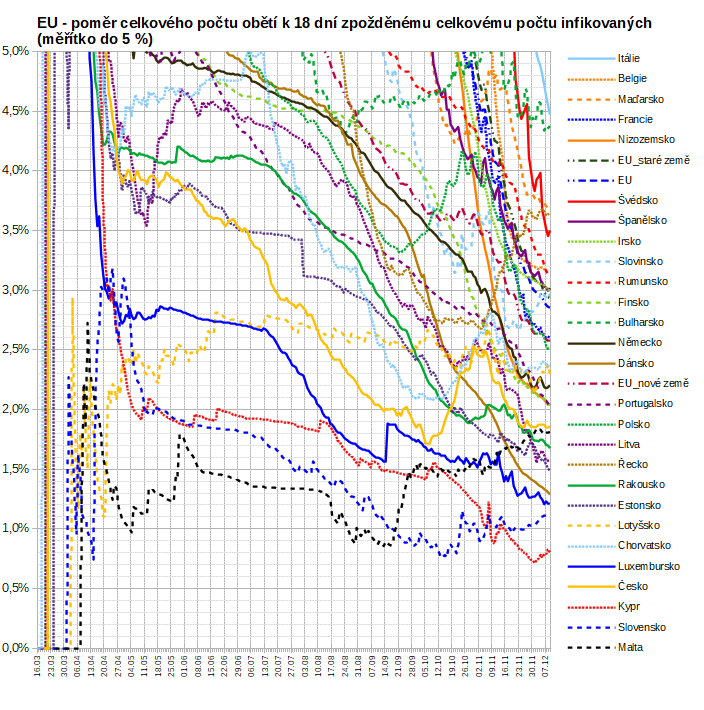 EU - poměr celkového počtu obětí k 18 dní zpožděnému celkovému počtu infikovaných
(měřítko do 5 %)
5,0%
4,5%
4,0%
3,5%
3,0%
2,5%
2,0%
1,5%
1,0%
0,5%
0,0%
16.03
23.03
30.03
06.04
13.04
20.04
27.04
04.05
11.05
18.05
25.05
01.06
08.06
15.06
22.06
29.06
06.07
13.07
20.07
27.07
03.08
10.08
17.08
24.08
31.08
07.09
14.09
21.09
28.09
05.10
12.10
19.10
26.10
02.11
09.11
16.11
23.11
30.11
07.12
Itálie
Belgie
Maďarsko
Francie
Nizozemsko
EU_staré země
EU
Švédsko
Španělsko
Irsko
Slovinsko
Rumunsko
Finsko
Bulharsko
Německo
Dánsko
EU_nové země
Portugalsko
Polsko
Litva
Řecko
Rakousko
Estonsko
Lotyšsko
Chorvatsko
Luxembursko
Česko
Kypr
Slovensko
Malta